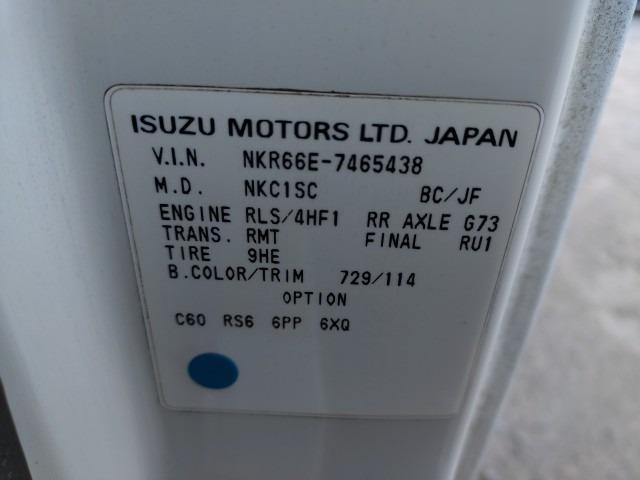 ISUZU MOTORS LTD. JAPAN
V.I.N. NKR66E-7465438
M.D. NKC1SC BC/JF
ENGINE RLS/4HF1 RR AXLE G73
TRANS. RMT FINAL RU1
TIRE 9HE
B.COLOR/TRIM 729/114
OPTION
C60 RS6 6PP 6XQ